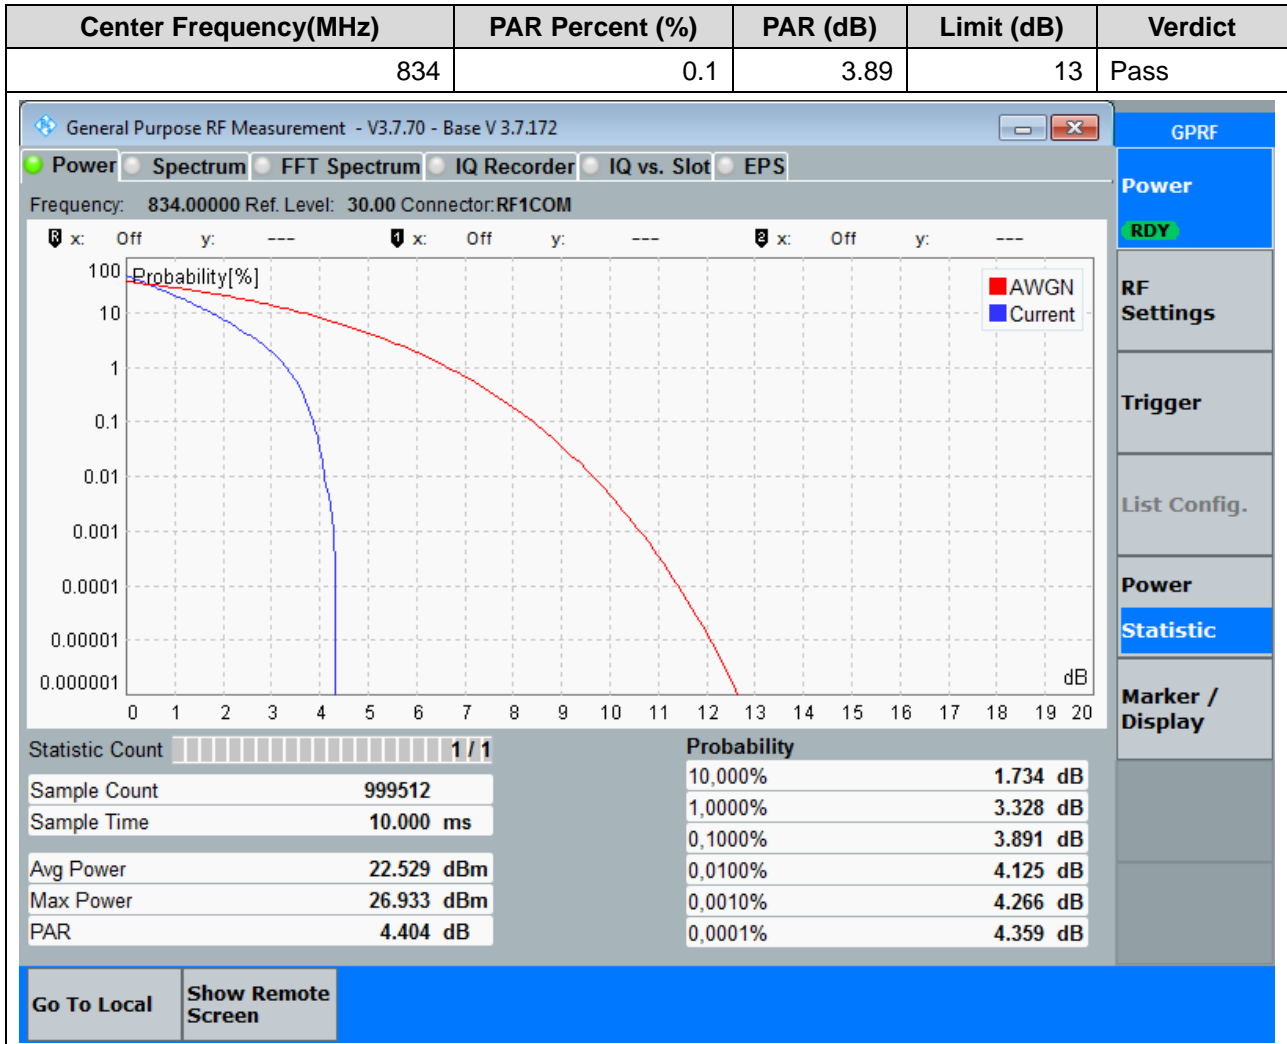 Center Frequency(MHz) PAR Percent (%) PAR (dB) Limit (dB) Verdict
834 0.1 3.89 13 Pass
General Purpose RF Measurement - V3.7.70 - Base V 3.7.172
GPRF
Power Spectrum FFT Spectrum IQ Recorder IQ vs. Slot EPS
Power
RDY
Frequency: 834.00000 Ref. Level: 30.00 Connector: RF1COM
R x: Off y: --- 1 x: Off y: --- 2 x: Off y: ---
Probability[%]
AWGN
Current
100
10
1
0.1
0.01
0.001
0.0001
0.00001
0.000001
dB
0 1 2 3 4 5 6 7 8 9 10 11 12 13 14 15 16 17 18 19 20
RF
Settings
Trigger
List Config.
Power
Statistic
Marker /
Display
Statistic Count 1 / 1
Sample Count 999512
Sample Time 10.000 ms
Avg Power 22.529 dBm
Max Power 26.933 dBm
PAR 4.404 dB
Probability
10,000% 1.734 dB
1,0000% 3.328 dB
0,1000% 3.891 dB
0,0100% 4.125 dB
0,0010% 4.266 dB
0,0001% 4.359 dB
Go To Local
Show Remote
Screen